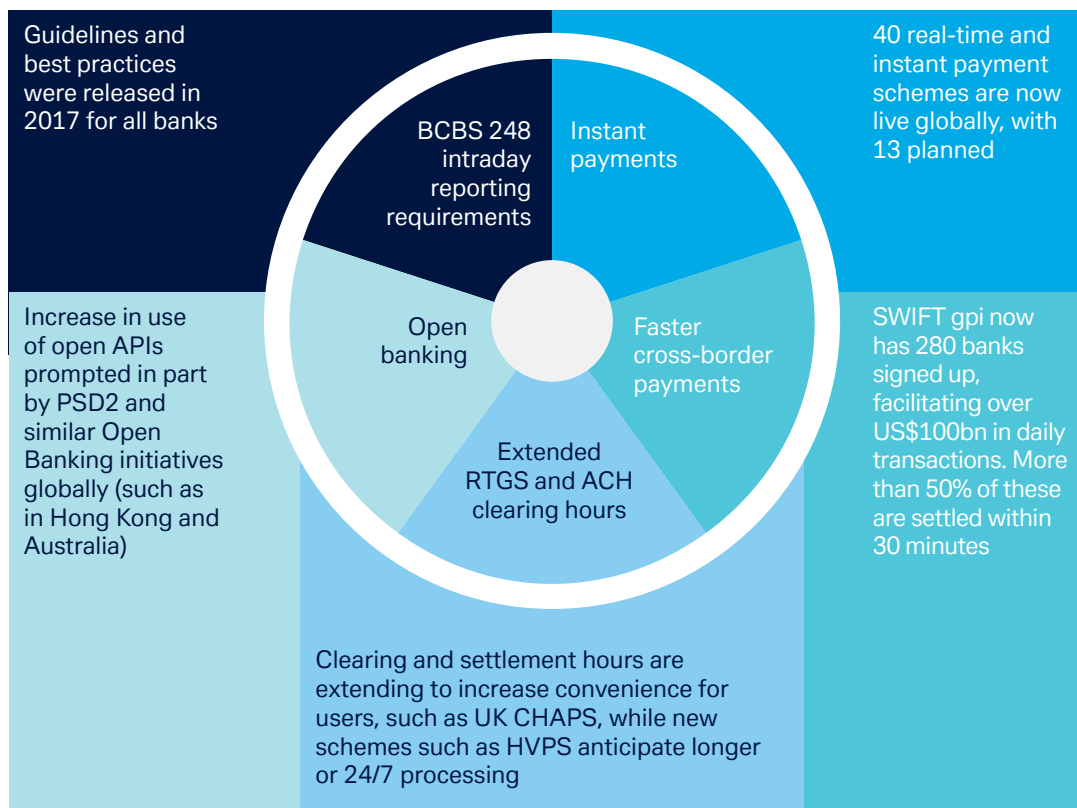 Guidelines and
best practices
were released in
2017 for all banks
BCBS 248
intraday
reporting
requirements
Instant
payments
40 real-time and
instant payment
schemes are now
live globally, with
13 planned
Increase in use
of open APIs
prompted in part
by PSD2 and
similar Open
Banking initiatives
globally (such as
in Hong Kong and
Australia)
Open
banking
Faster
cross-border
payments
SWIFT gpi now
has 280 banks
signed up,
facilitating over
US$100bn in daily
transactions. More
than 50% of these
are settled within
30 minutes
Extended
RTGS and ACH
clearing hours
Clearing and settlement hours are
extending to increase convenience for
users, such as UK CHAPS, while new
schemes such as HVPS anticipate longer
or 24/7 processing